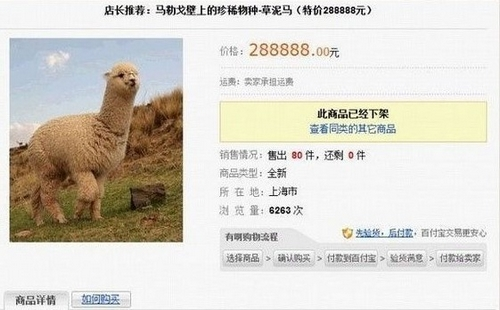 店长推荐：马勒戈壁上的珍稀物种-草泥马（特价288888元）
价格：288888.00元
运费：卖家承担运费
此商品已经下架
查看同类的其它商品
销售情况：售出 80 件，还剩 0 件
商品类型：全新
所 在 地：上海市
浏 览 量：6263 次
有啊购物流程
先验货，后付款，百付宝交易更安心
选择商品 > 确认购买 > 付款到百付宝 > 验货满意 > 付款给卖家
商品详情 如何购买